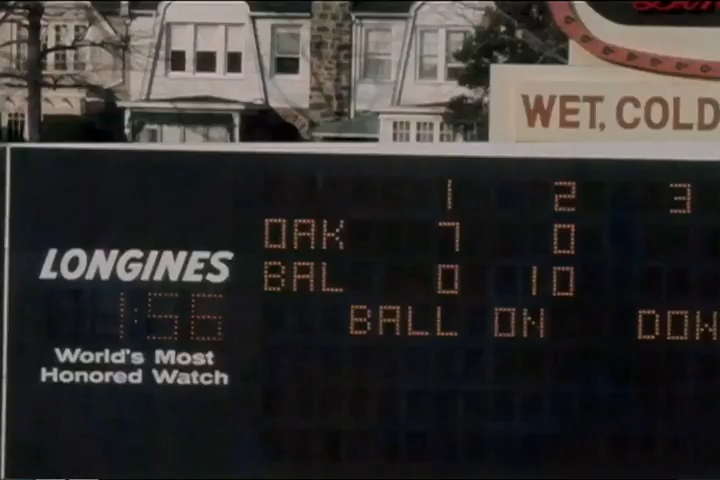 WET, COLD
1 2 3
OAK 7 0
BAL 0 10
LONGINES
1:56
BALL ON DOW
World's Most
Honored Watch